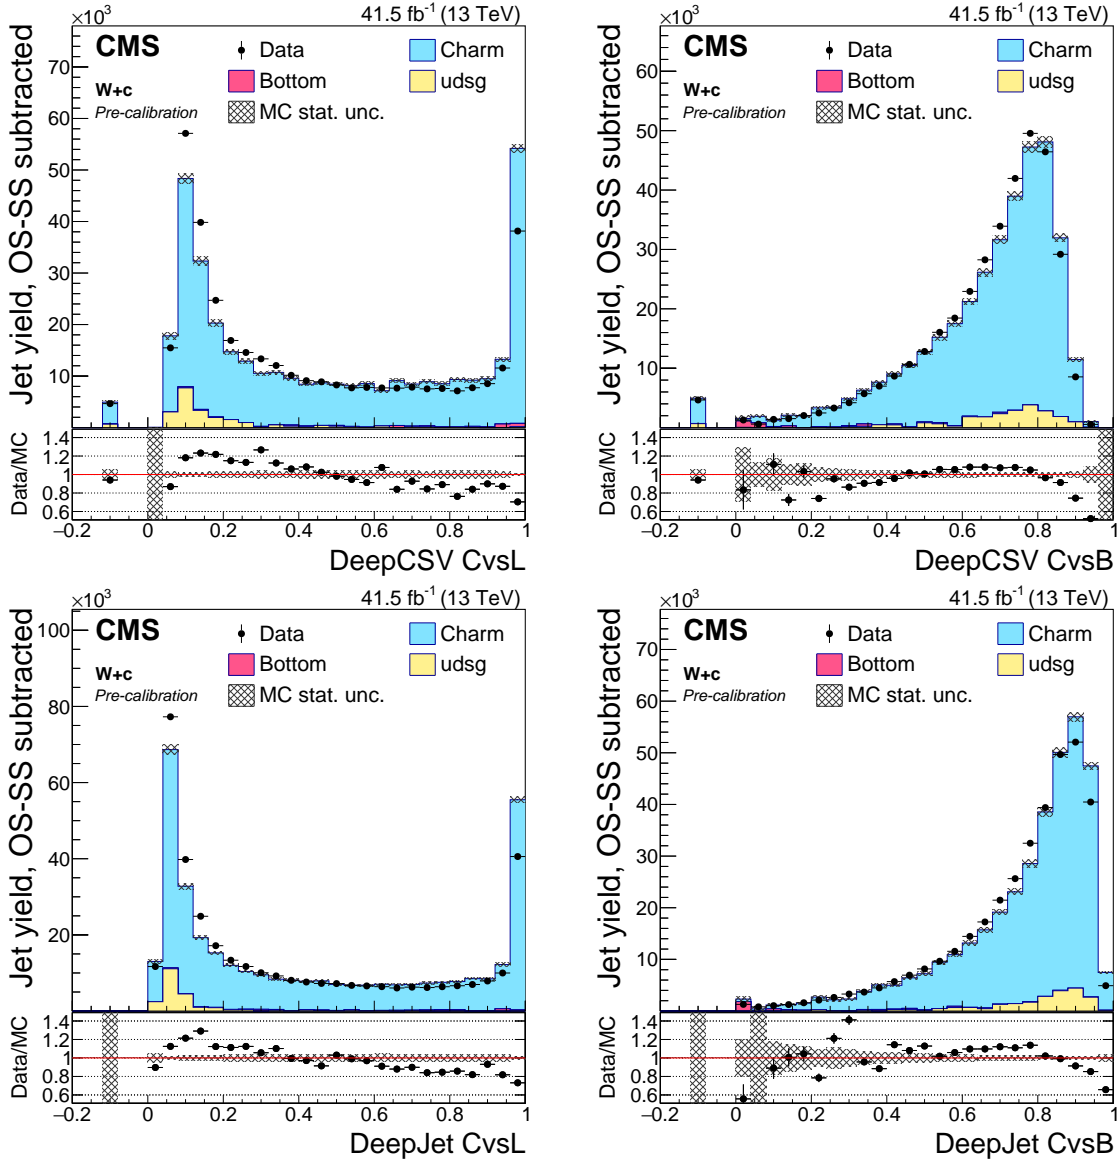 ×10³ 41.5 fb⁻¹ (13 TeV)
CMS
W+c
Pre-calibration
Data Charm
Bottom udsg
MC stat. unc.
Jet yield, OS-SS subtracted
70
60
50
40
30
20
10
Data/MC
1.4
1.2
1
0.8
0.6
−0.2 0 0.2 0.4 0.6 0.8 1
DeepCSV CvsL
×10³ 41.5 fb⁻¹ (13 TeV)
CMS
W+c
Pre-calibration
Data Charm
Bottom udsg
MC stat. unc.
Jet yield, OS-SS subtracted
60
50
40
30
20
10
Data/MC
1.4
1.2
1
0.8
0.6
−0.2 0 0.2 0.4 0.6 0.8 1
DeepCSV CvsB
×10³ 41.5 fb⁻¹ (13 TeV)
CMS
W+c
Pre-calibration
Data Charm
Bottom udsg
MC stat. unc.
Jet yield, OS-SS subtracted
100
80
60
40
20
Data/MC
1.4
1.2
1
0.8
0.6
−0.2 0 0.2 0.4 0.6 0.8 1
DeepJet CvsL
×10³ 41.5 fb⁻¹ (13 TeV)
CMS
W+c
Pre-calibration
Data Charm
Bottom udsg
MC stat. unc.
Jet yield, OS-SS subtracted
70
60
50
40
30
20
10
Data/MC
1.4
1.2
1
0.8
0.6
−0.2 0 0.2 0.4 0.6 0.8 1
DeepJet CvsB